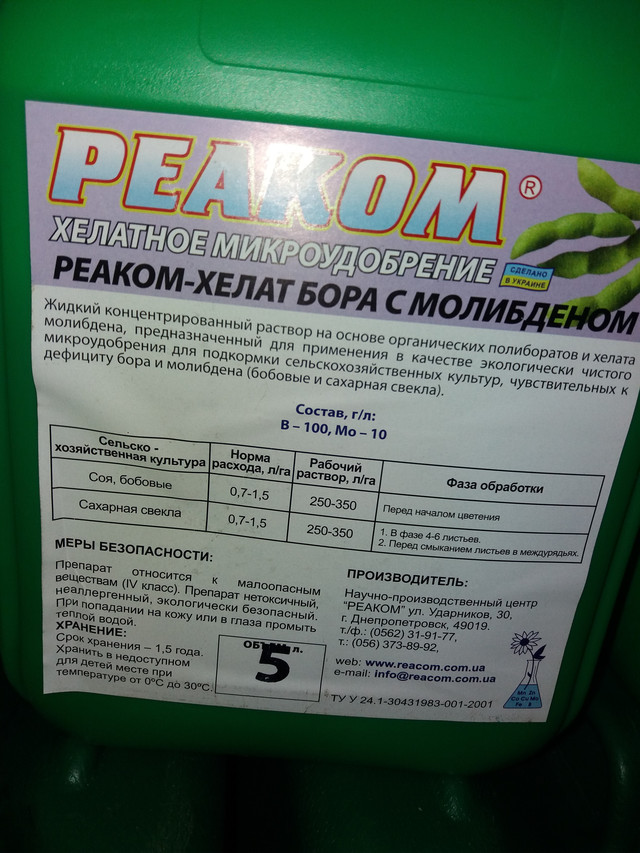 РЕАКОМ®
ХЕЛАТНОЕ МИКРОУДОБРЕНИЕ
СДЕЛАНО
В УКРАИНЕ
РЕАКОМ-ХЕЛАТ БОРА С МОЛИБДЕНОМ
Жидкий концентрированный раствор на основе органических полиборатов и хелата
молибдена, предназначенный для применения в качестве экологически чистого
микроудобрения для подкормки сельскохозяйственных культур, чувствительных к
дефициту бора и молибдена (бобовые и сахарная свекла).
Состав, г/л:
В – 100, Мо – 10
Сельско -
хозяйственная культура
Норма
расхода, л/га
Рабочий
раствор, л/га
Фаза обработки
Соя, бобовые
0,7-1,5
250-350
Перед началом цветения
Сахарная свекла
0,7-1,5
250-350
1. В фазе 4-6 листьев.
2. Перед смыканием листьев в междурядьях.
МЕРЫ БЕЗОПАСНОСТИ:
Препарат относится к малоопасным
веществам (IV класс). Препарат нетоксичный,
неаллергенный, экологически безопасный.
При попадании на кожу или в глаза промыть
теплой водой.
ХРАНЕНИЕ:
Срок хранения – 1,5 года.
Хранить в недоступном
для детей месте при
температуре от 0°С до 30°С
ОБЪЕМ л.
5
ПРОИЗВОДИТЕЛЬ:
Научно-производственный центр
"РЕАКОМ" ул. Ударников, 30,
г. Днепропетровск, 49019.
т./ф.: (0562) 31-91-77,
т.: (056) 373-89-92,
web: www.reacom.com.ua
e-mail: info@reacom.com.ua
ТУ У 24.1-30431983-001-2001
Mn Zn
Co Cu Mo
Fe B